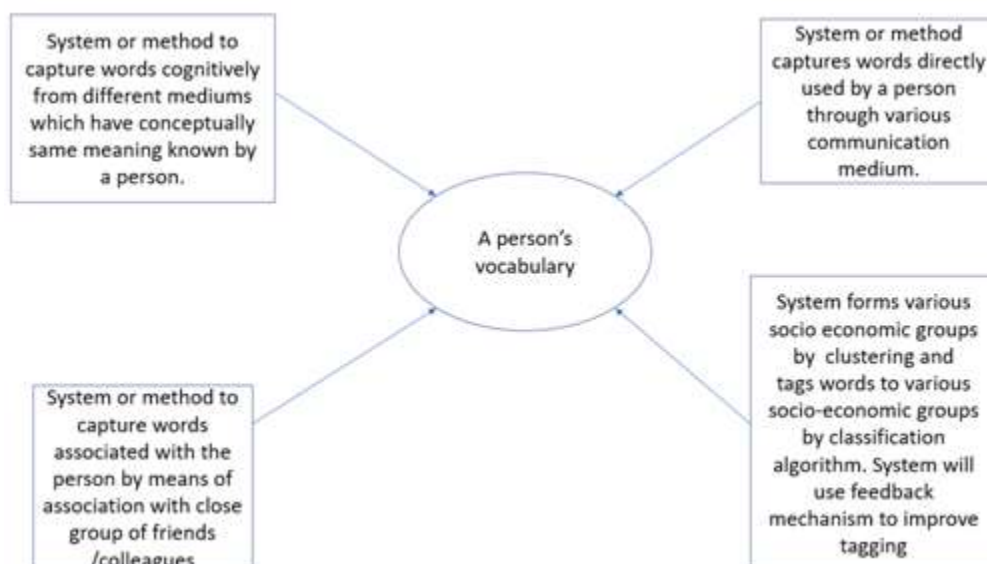 System or method to
capture words cognitively
from different mediums
which have conceptually
same meaning known by
a person.
System or method
captures words directly
used by a person
through various
communication
medium.
A person's
vocabulary
System or method to
capture words
associated with the
person by means of
association with close
group of friends
/colleagues
System forms various
socio economic groups
by clustering and
tags words to various
socio-economic groups
by classification
algorithm. System will
use feedback
mechanism to improve
tagging